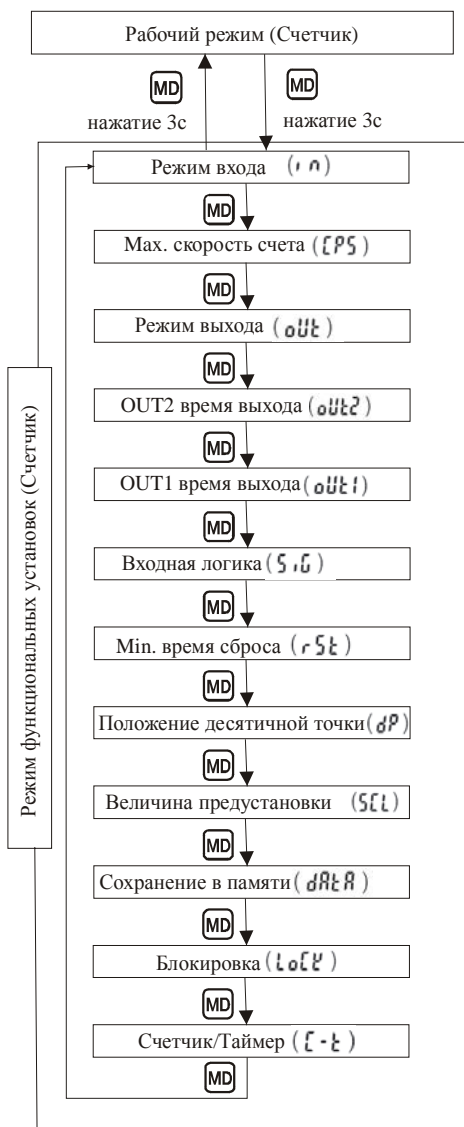 Рабочий режим (Счетчик)
MD MD
нажатие 3с нажатие 3с
Режим функциональных установок (Счетчик)
Режим входа (in)
MD
Max. скорость счета (CPS)
MD
Режим выхода (oUt)
MD
OUT2 время выхода (oUt2)
MD
OUT1 время выхода (oUt1)
MD
Входная логика (SiG)
MD
Min. время сброса (rSt)
MD
Положение десятичной точки (dP)
MD
Величина предустановки (SCL)
MD
Сохранение в памяти (dAtA)
MD
Блокировка (LoCK)
MD
Счетчик/Таймер (C-t)
MD